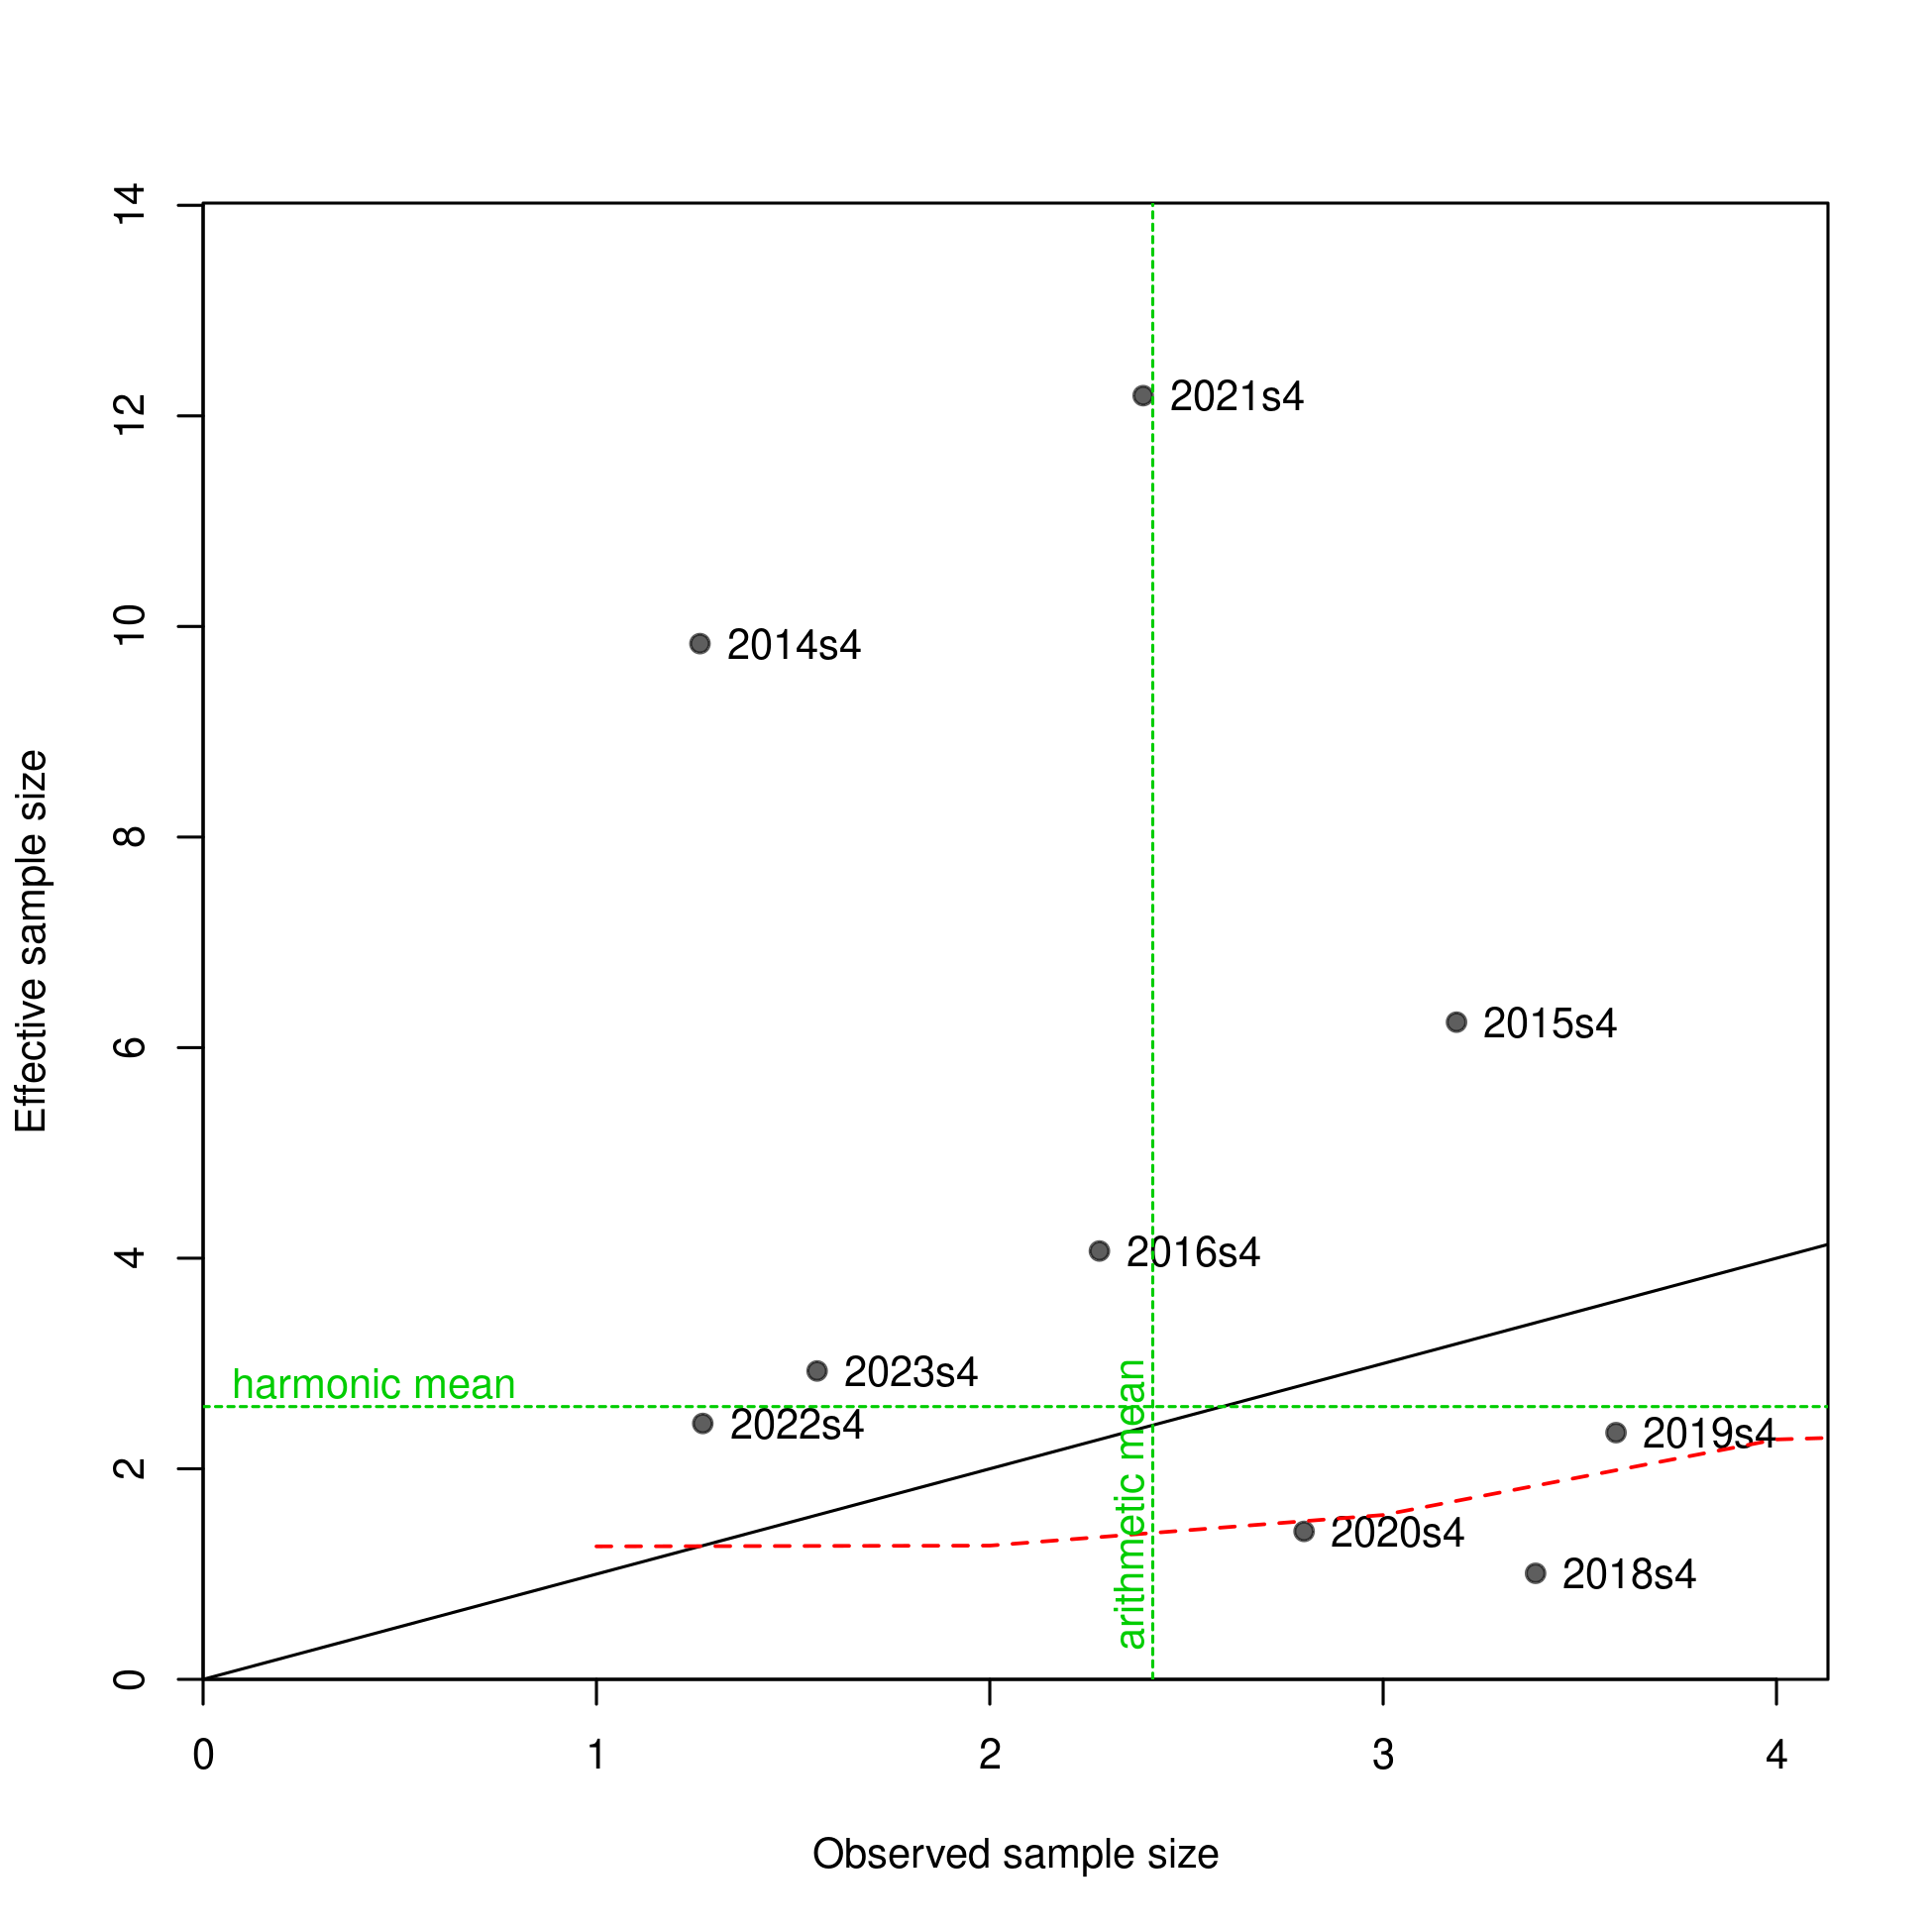 14
12
10
8
6
4
2
0
Effective sample size
2021s4
2014s4
2015s4
2016s4
2023s4
harmonic mean
2022s4
2019s4
arithmetic mean
2020s4
2018s4
0 1 2 3 4
Observed sample size